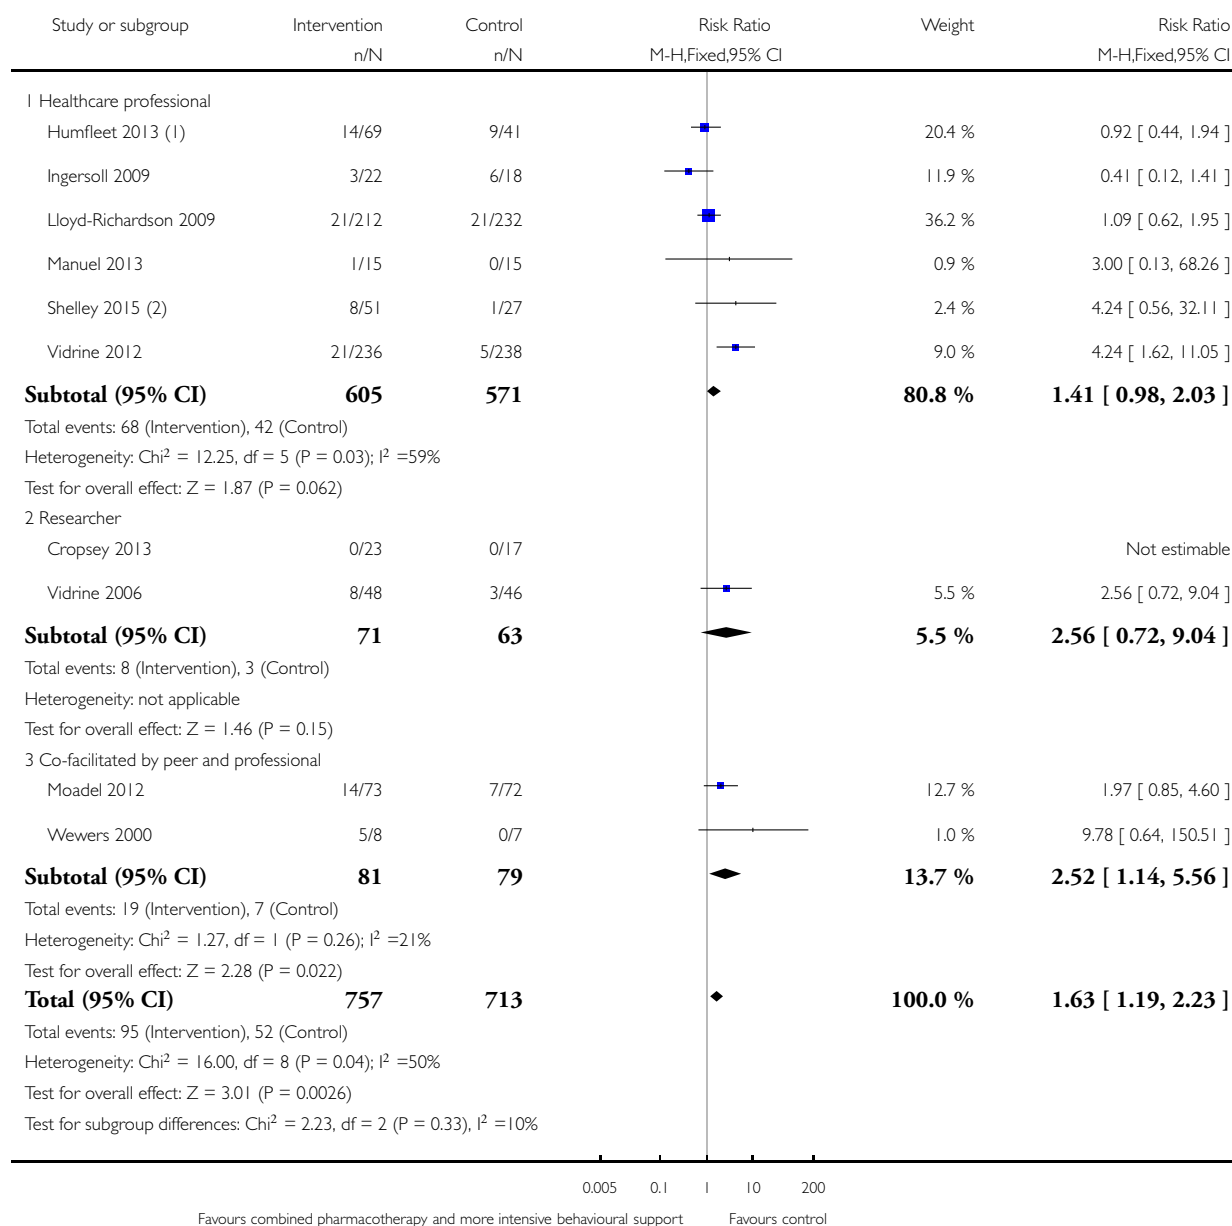 Study or subgroup Intervention Control Risk Ratio Weight Risk Ratio
n/N n/N M-H,Fixed,95% CI M-H,Fixed,95% CI
1 Healthcare professional
Humfleet 2013 (1) 14/69 9/41 20.4 % 0.92 [ 0.44, 1.94 ]
Ingersoll 2009 3/22 6/18 11.9 % 0.41 [ 0.12, 1.41 ]
Lloyd-Richardson 2009 21/212 21/232 36.2 % 1.09 [ 0.62, 1.95 ]
Manuel 2013 1/15 0/15 0.9 % 3.00 [ 0.13, 68.26 ]
Shelley 2015 (2) 8/51 1/27 2.4 % 4.24 [ 0.56, 32.11 ]
Vidrine 2012 21/236 5/238 9.0 % 4.24 [ 1.62, 11.05 ]
Subtotal (95% CI) 605 571 80.8 % 1.41 [ 0.98, 2.03 ]
Total events: 68 (Intervention), 42 (Control)
Heterogeneity: Chi² = 12.25, df = 5 (P = 0.03); I² =59%
Test for overall effect: Z = 1.87 (P = 0.062)
2 Researcher
Cropsey 2013 0/23 0/17 Not estimable
Vidrine 2006 8/48 3/46 5.5 % 2.56 [ 0.72, 9.04 ]
Subtotal (95% CI) 71 63 5.5 % 2.56 [ 0.72, 9.04 ]
Total events: 8 (Intervention), 3 (Control)
Heterogeneity: not applicable
Test for overall effect: Z = 1.46 (P = 0.15)
3 Co-facilitated by peer and professional
Moadel 2012 14/73 7/72 12.7 % 1.97 [ 0.85, 4.60 ]
Wewers 2000 5/8 0/7 1.0 % 9.78 [ 0.64, 150.51 ]
Subtotal (95% CI) 81 79 13.7 % 2.52 [ 1.14, 5.56 ]
Total events: 19 (Intervention), 7 (Control)
Heterogeneity: Chi² = 1.27, df = 1 (P = 0.26); I² =21%
Test for overall effect: Z = 2.28 (P = 0.022)
Total (95% CI) 757 713 100.0 % 1.63 [ 1.19, 2.23 ]
Total events: 95 (Intervention), 52 (Control)
Heterogeneity: Chi² = 16.00, df = 8 (P = 0.04); I² =50%
Test for overall effect: Z = 3.01 (P = 0.0026)
Test for subgroup differences: Chi² = 2.23, df = 2 (P = 0.33), I² =10%
0.005 0.1 1 10 200
Favours combined pharmacotherapy and more intensive behavioural support Favours control